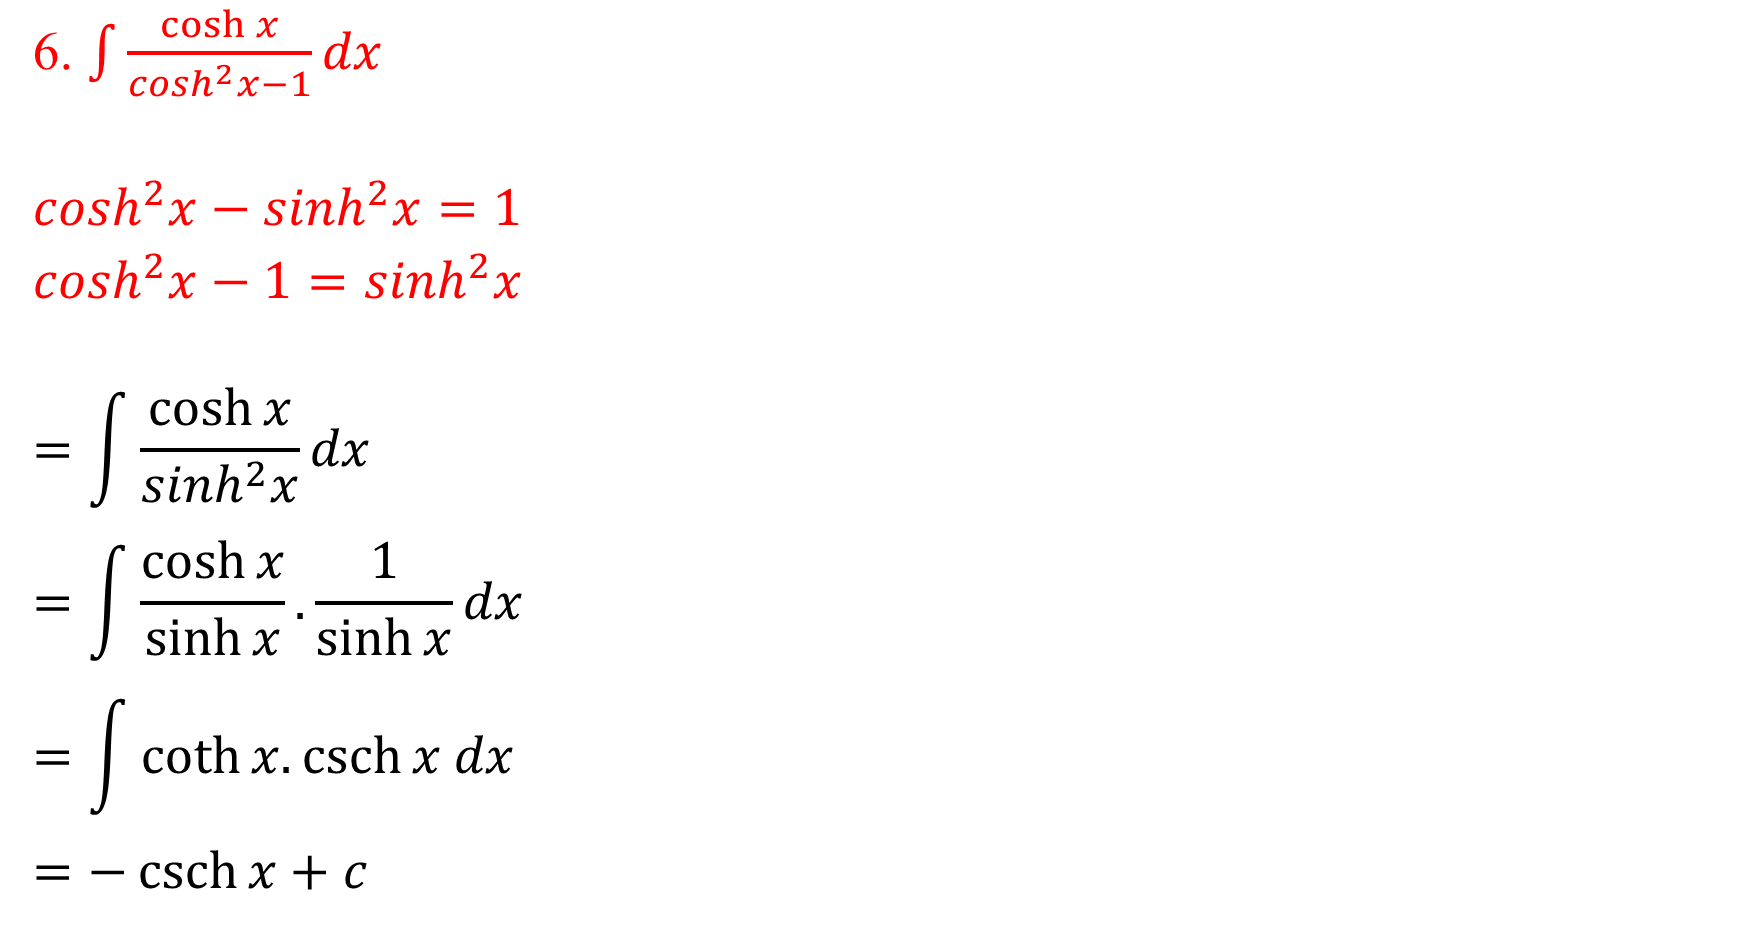 6. ∫ cosh x / cosh²x−1 dx
cosh²x − sinh²x = 1
cosh²x − 1 = sinh²x
= ∫ cosh x / sinh²x dx
= ∫ cosh x / sinh x . 1 / sinh x dx
= ∫ coth x. csch x dx
= − csch x + c